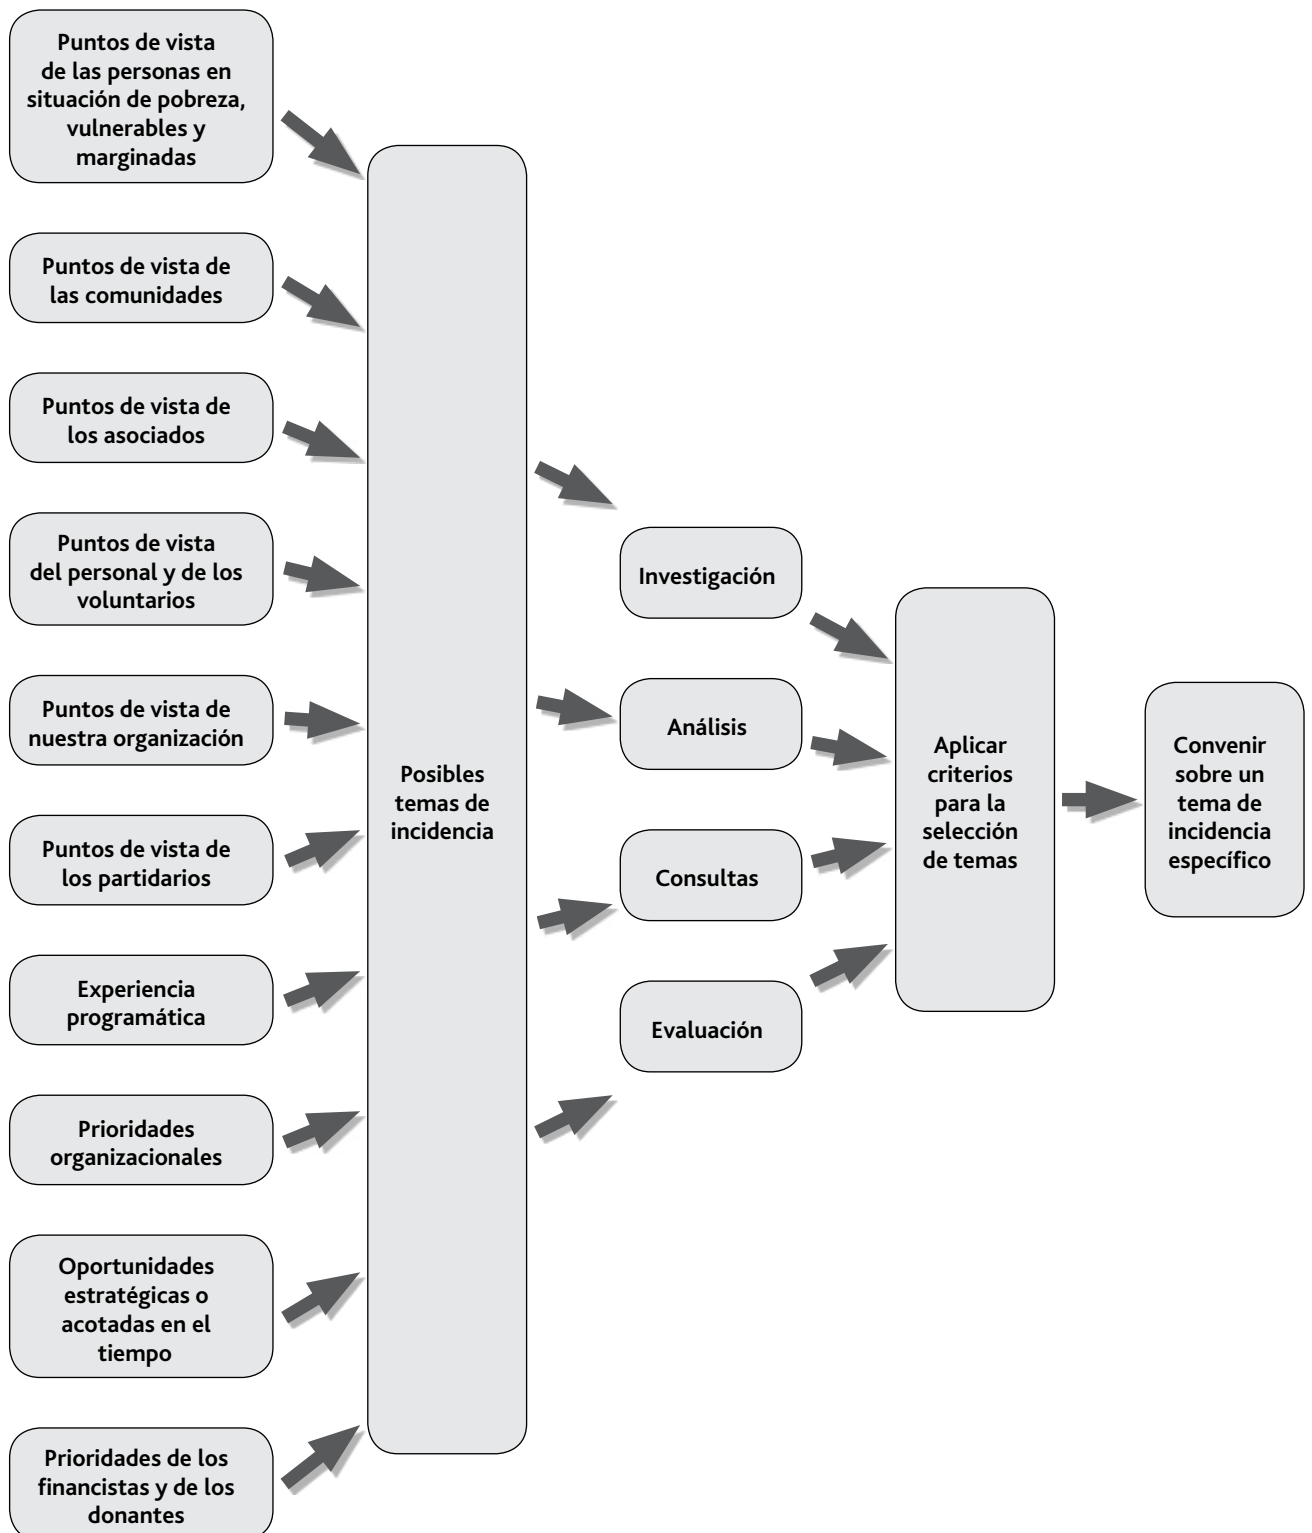 Puntos de vista
de las personas en
situación de pobreza,
vulnerables y
marginadas
Puntos de vista de
las comunidades
Puntos de vista de
los asociados
Puntos de vista
del personal y de los
voluntarios
Puntos de vista de
nuestra organización
Puntos de vista de
los partidarios
Experiencia
programática
Prioridades
organizacionales
Oportunidades
estratégicas o
acotadas en el
tiempo
Prioridades de los
financistas y de los
donantes
Posibles
temas de
incidencia
Investigación
Análisis
Consultas
Evaluación
Aplicar
criterios
para la
selección
de temas
Convenir
sobre un
tema de
incidencia
específico